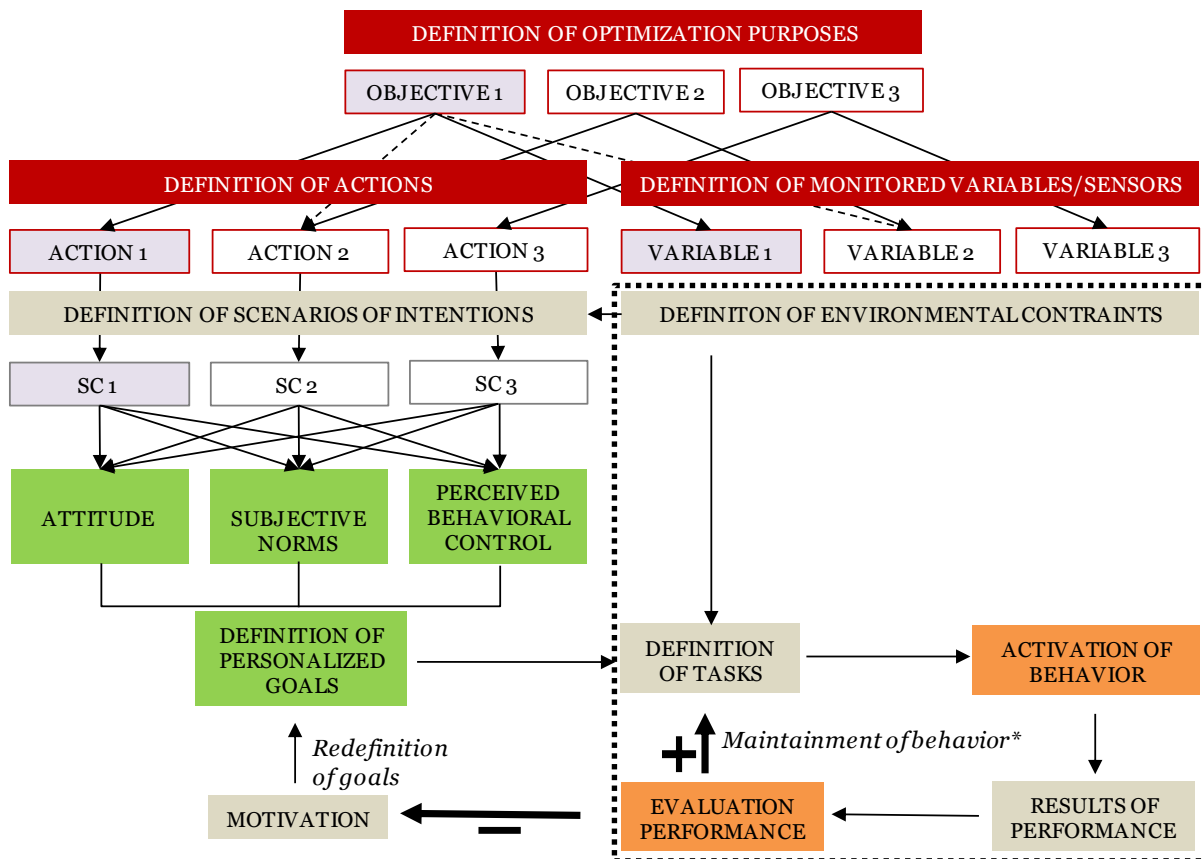 DEFINITION OF OPTIMIZATION PURPOSES
OBJECTIVE 1
OBJECTIVE 2
OBJECTIVE 3
DEFINITION OF ACTIONS
DEFINITION OF MONITORED VARIABLES/SENSORS
ACTION 1
ACTION 2
ACTION 3
VARIABLE 1
VARIABLE 2
VARIABLE 3
DEFINITION OF SCENARIOS OF INTENTIONS
DEFINITON OF ENVIRONMENTAL CONTRAINTS
SC 1
SC 2
SC 3
ATTITUDE
SUBJECTIVE
NORMS
PERCEIVED
BEHAVIORAL
CONTROL
DEFINITION OF
PERSONALIZED
GOALS
DEFINITION
OF TASKS
ACTIVATION OF
BEHAVIOR
Redefinition
of goals
+
Maintainment of behavior*
MOTIVATION
−
EVALUATION
PERFORMANCE
RESULTS OF
PERFORMANCE